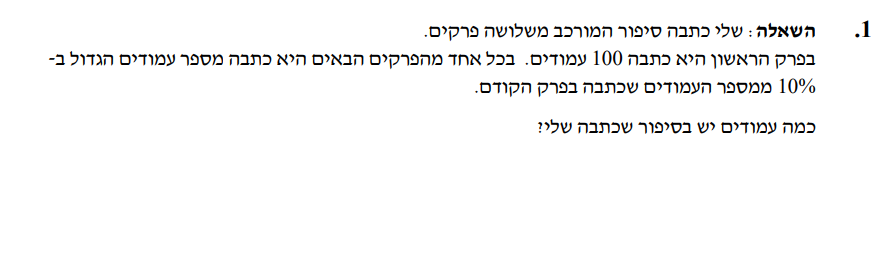 1. השאלה: שלי כתבה סיפור המורכב משלושה פרקים.
בפרק הראשון היא כתבה 100 עמודים. בכל אחד מהפרקים הבאים היא כתבה מספר עמודים הגדול ב-
10% ממספר העמודים שכתבה בפרק הקודם.
כמה עמודים יש בסיפור שכתבה שלי?